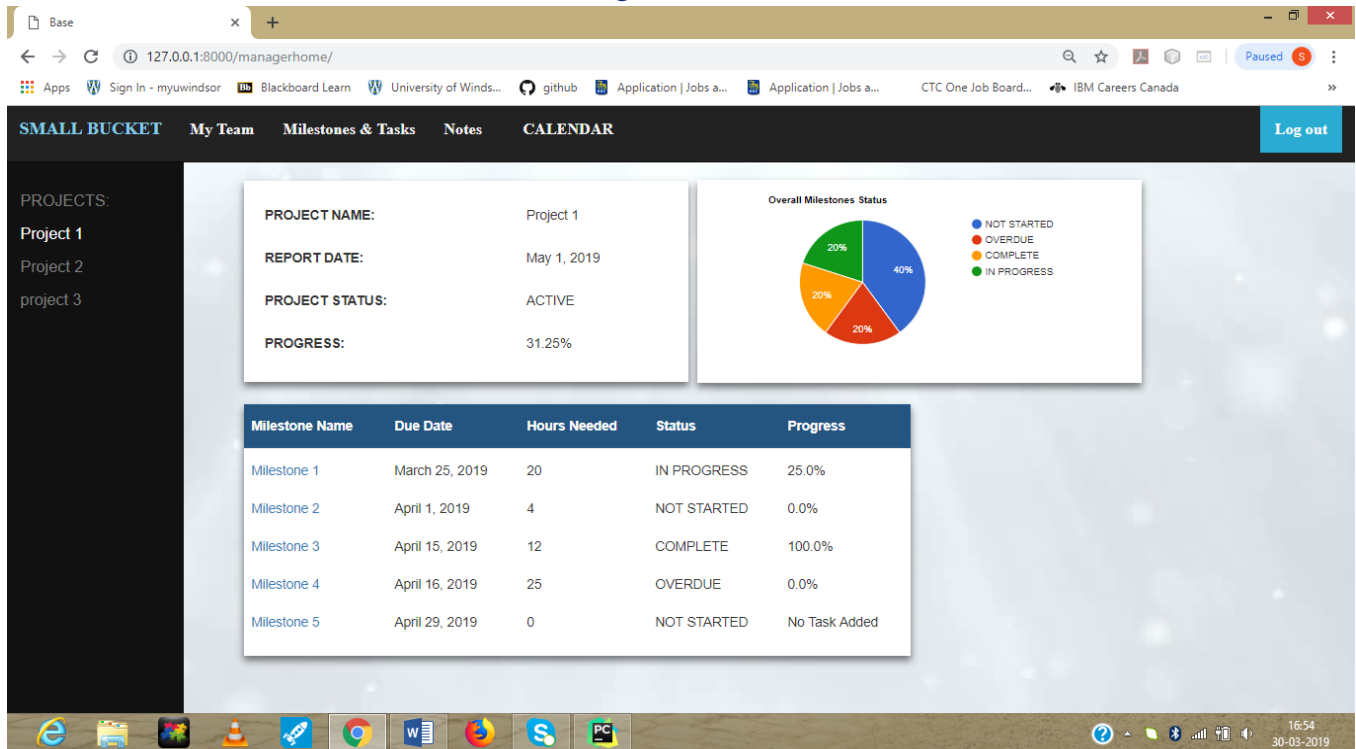 Base
127.0.0.1:8000/managerhome/
Paused S
Apps Sign In - myuwindsor Bb Blackboard Learn University of Winds... github Application | Jobs a... Application | Jobs a... CTC One Job Board... IBM Careers Canada »
SMALL BUCKET My Team Milestones & Tasks Notes CALENDAR Log out
PROJECTS:
Project 1
Project 2
project 3
PROJECT NAME: Project 1
REPORT DATE: May 1, 2019
PROJECT STATUS: ACTIVE
PROGRESS: 31.25%
Overall Milestones Status
20%
40%
20%
20%
NOT STARTED
OVERDUE
COMPLETE
IN PROGRESS
Milestone Name Due Date Hours Needed Status Progress
Milestone 1 March 25, 2019 20 IN PROGRESS 25.0%
Milestone 2 April 1, 2019 4 NOT STARTED 0.0%
Milestone 3 April 15, 2019 12 COMPLETE 100.0%
Milestone 4 April 16, 2019 25 OVERDUE 0.0%
Milestone 5 April 29, 2019 0 NOT STARTED No Task Added
16:54
30-03-2019